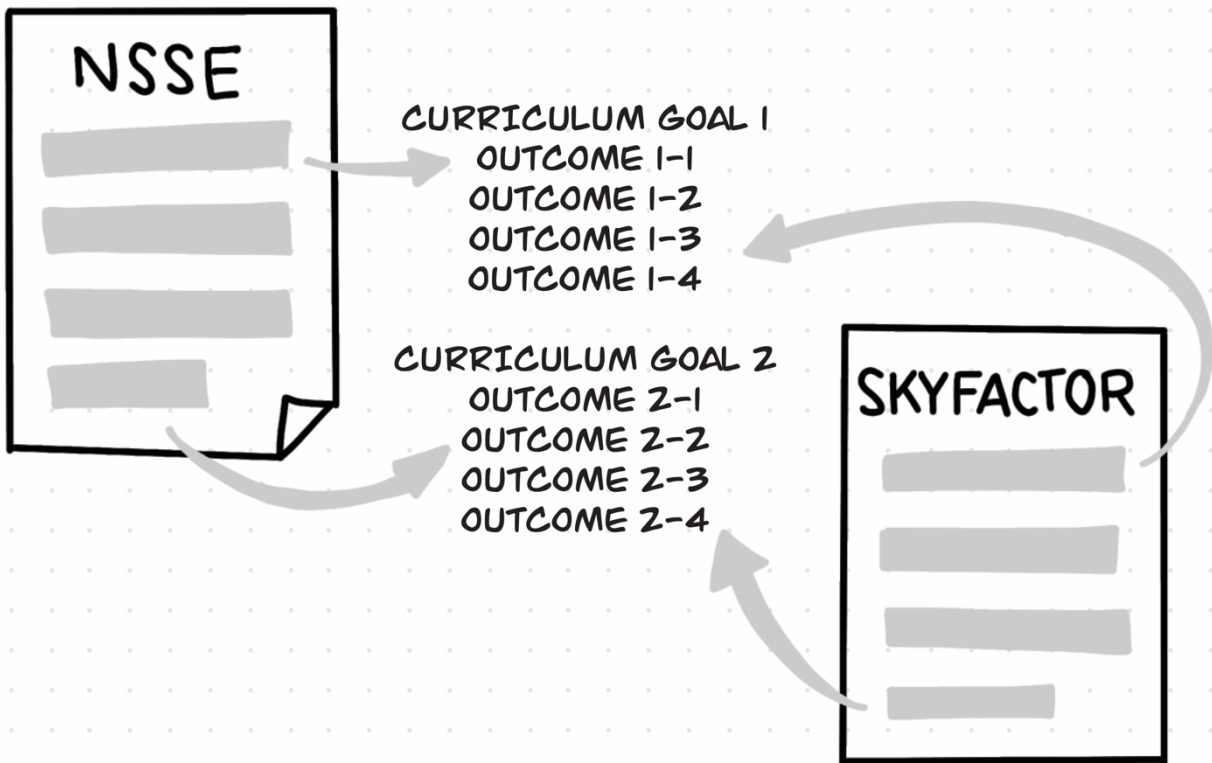 NSSE
CURRICULUM GOAL 1
OUTCOME 1-1
OUTCOME 1-2
OUTCOME 1-3
OUTCOME 1-4
CURRICULUM GOAL 2
OUTCOME 2-1
OUTCOME 2-2
OUTCOME 2-3
OUTCOME 2-4
SKYFACTOR